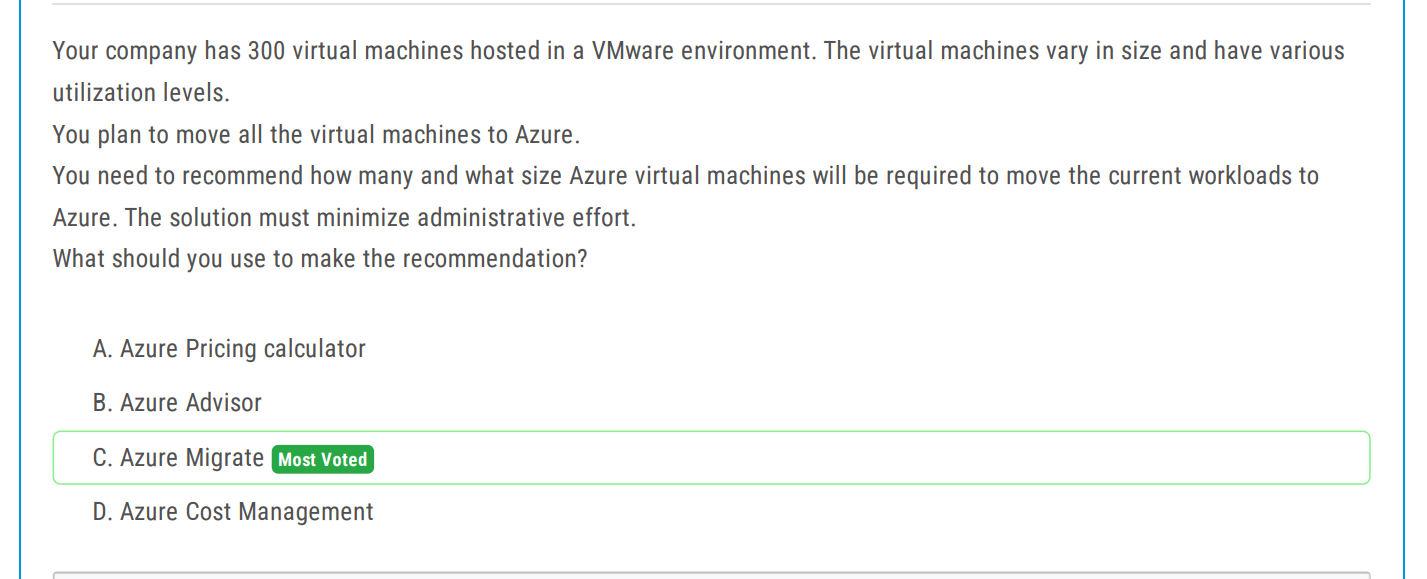 Your company has 300 virtual machines hosted in a VMware environment. The virtual machines vary in size and have various
utilization levels.
You plan to move all the virtual machines to Azure.
You need to recommend how many and what size Azure virtual machines will be required to move the current workloads to
Azure. The solution must minimize administrative effort.
What should you use to make the recommendation?
A. Azure Pricing calculator
B. Azure Advisor
C. Azure Migrate Most Voted
D. Azure Cost Management